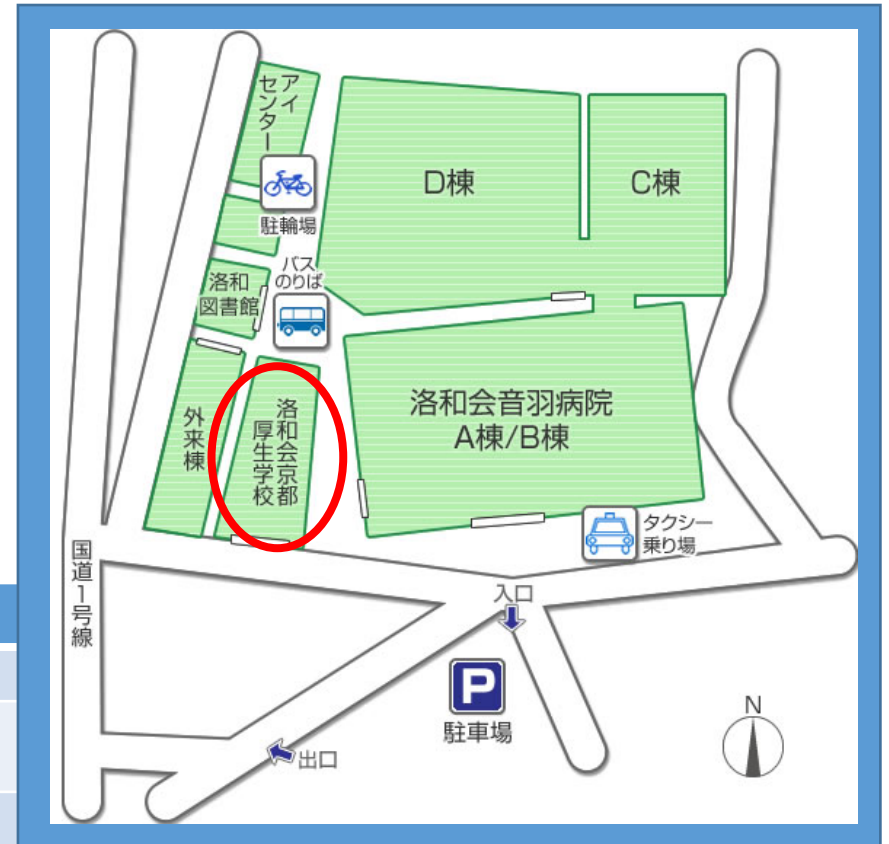 アイ
センター
D棟
C棟
駐輪場
バス
のりば
洛和
図書館
外来棟
洛和会京都
厚生学校
洛和会音羽病院
A棟/B棟
タクシー
乗り場
国道1号線
入口
P
駐車場
出口
N